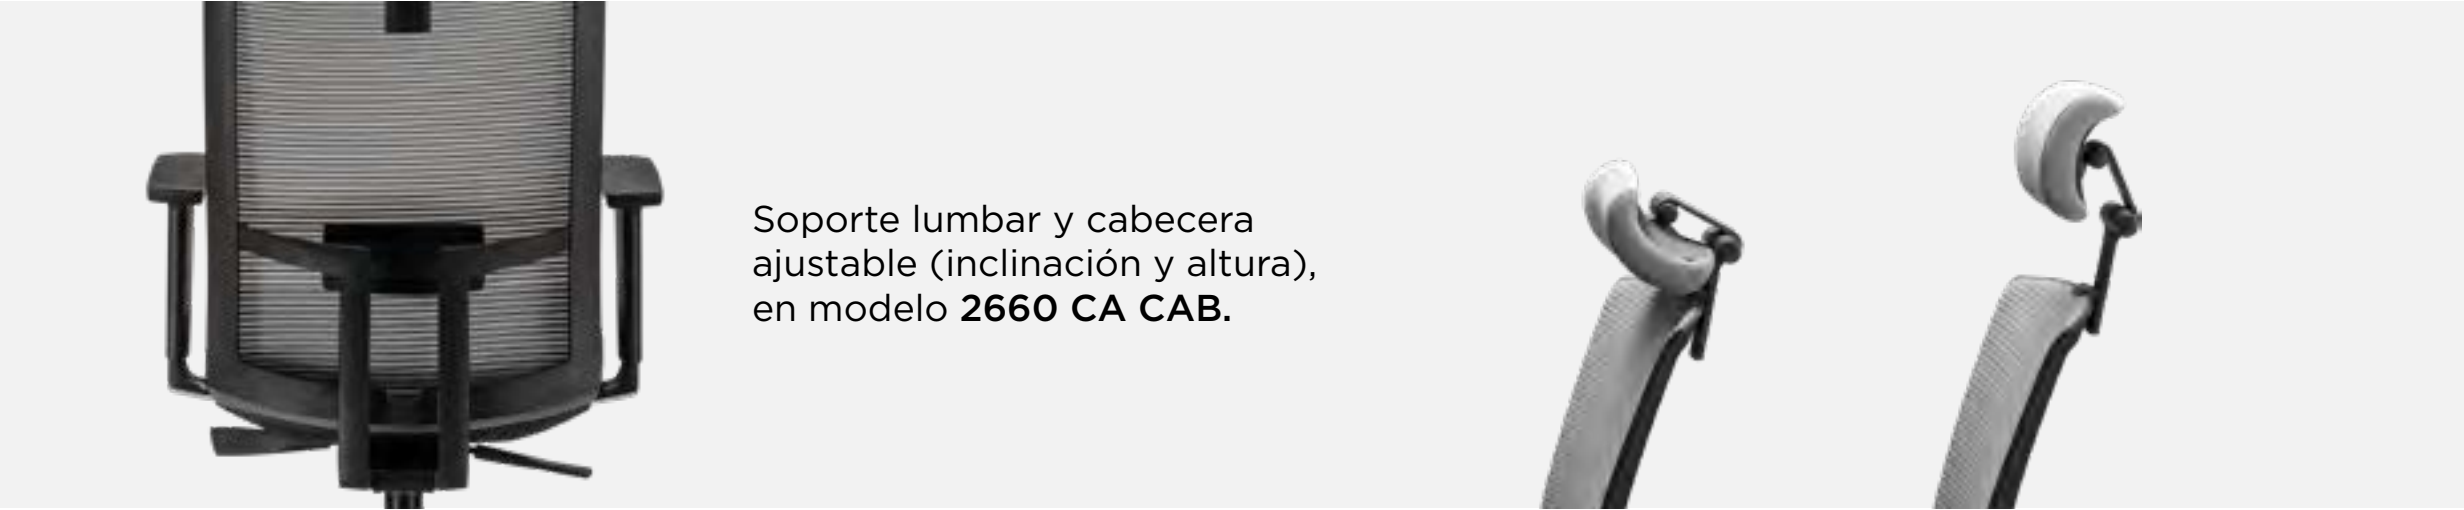 Soporte lumbar y cabecera
ajustable (inclinación y altura),
en modelo 2660 CA CAB.